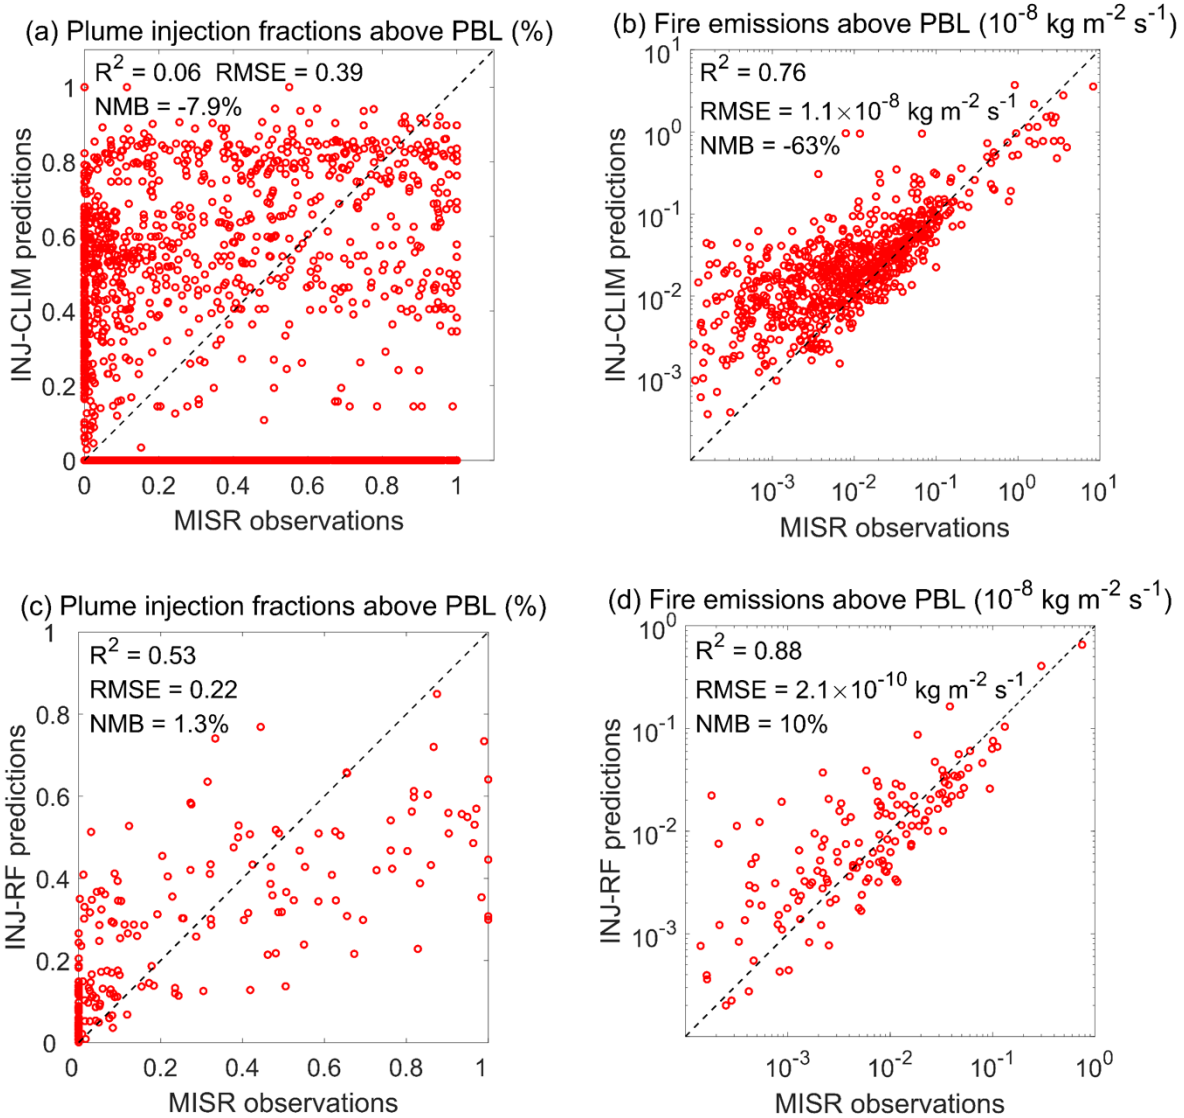 (a) Plume injection fractions above PBL (%)
R² = 0.06 RMSE = 0.39
NMB = -7.9%
1
0.8
0.6
0.4
0.2
0
INJ-CLIM predictions
0 0.2 0.4 0.6 0.8 1
MISR observations
(b) Fire emissions above PBL (10⁻⁸ kg m⁻² s⁻¹)
R² = 0.76
RMSE = 1.1×10⁻⁸ kg m⁻² s⁻¹
NMB = -63%
10¹
10⁰
10⁻¹
10⁻²
10⁻³
INJ-CLIM predictions
10⁻³ 10⁻² 10⁻¹ 10⁰ 10¹
MISR observations
(c) Plume injection fractions above PBL (%)
R² = 0.53
RMSE = 0.22
NMB = 1.3%
1
0.8
0.6
0.4
0.2
0
INJ-RF predictions
0 0.2 0.4 0.6 0.8 1
MISR observations
(d) Fire emissions above PBL (10⁻⁸ kg m⁻² s⁻¹)
R² = 0.88
RMSE = 2.1×10⁻¹⁰ kg m⁻² s⁻¹
NMB = 10%
10⁰
10⁻¹
10⁻²
10⁻³
INJ-RF predictions
10⁻³ 10⁻² 10⁻¹ 10⁰
MISR observations